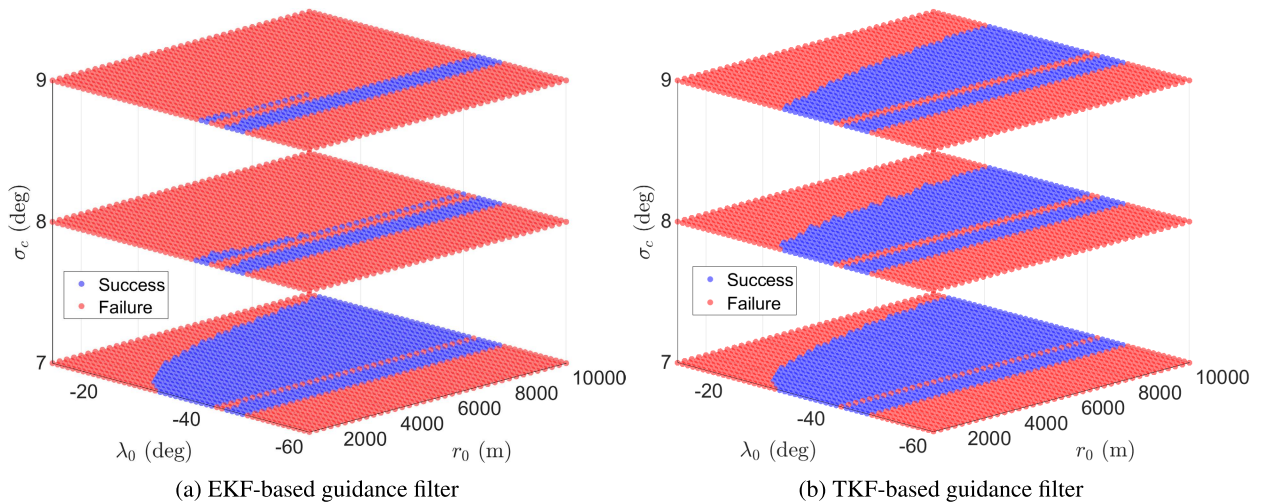 9
8
7
σc (deg)
Success
Failure
-20
-40
-60
λ0 (deg)
2000
4000
6000
8000
10000
r0 (m)
(a) EKF-based guidance filter
9
8
7
σc (deg)
Success
Failure
-20
-40
-60
λ0 (deg)
2000
4000
6000
8000
10000
r0 (m)
(b) TKF-based guidance filter